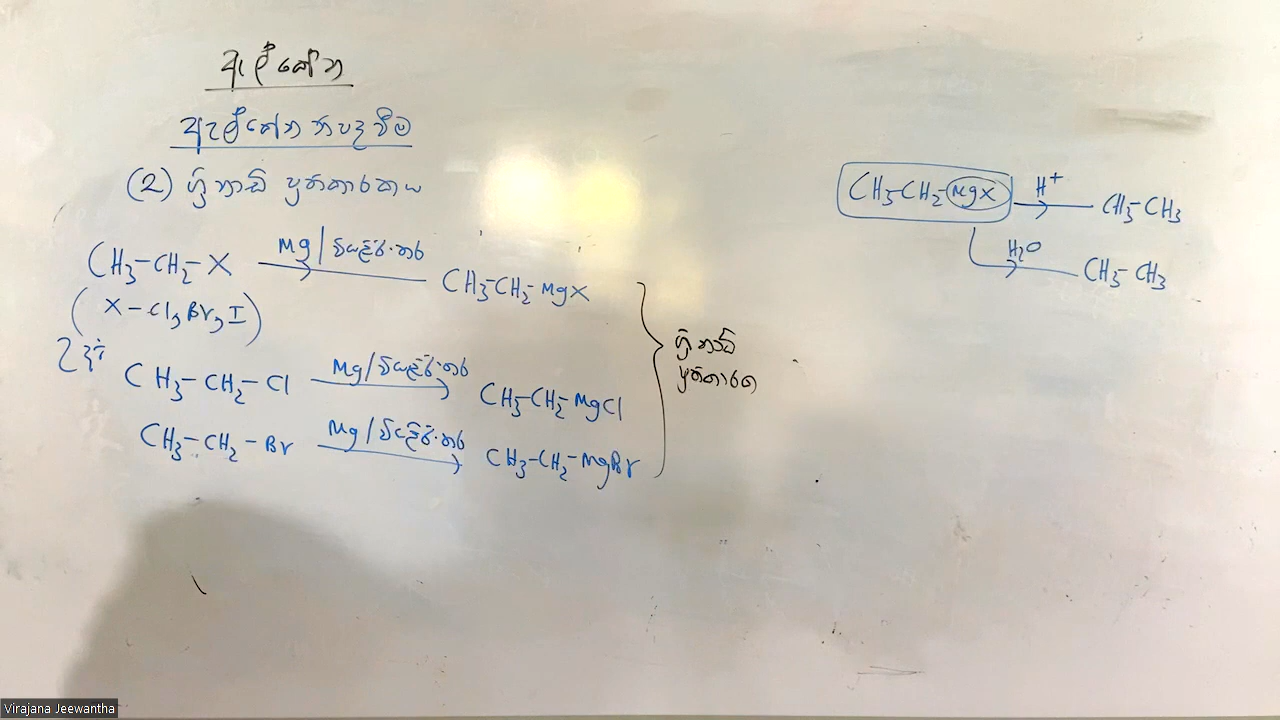 ඇල්කේන
ඇල්කේන නිපදවීම
(2) ග්‍රිනාඩ් ප්‍රතිකාරකය
CH₃-CH₂-X Mg/වියළි ඊතර CH₃-CH₂-MgX
(X - Cl, Br, I)
උදා:
CH₃-CH₂-Cl Mg/වියළි ඊතර CH₃-CH₂-MgCl
CH₃-CH₂-Br Mg/වියළි ඊතර CH₃-CH₂-MgBr
ග්‍රිනාඩ්
ප්‍රතිකාරක
CH₃-CH₂-MgX H⁺ CH₃-CH₃
H₂O CH₃-CH₃
Virajana Jeewantha